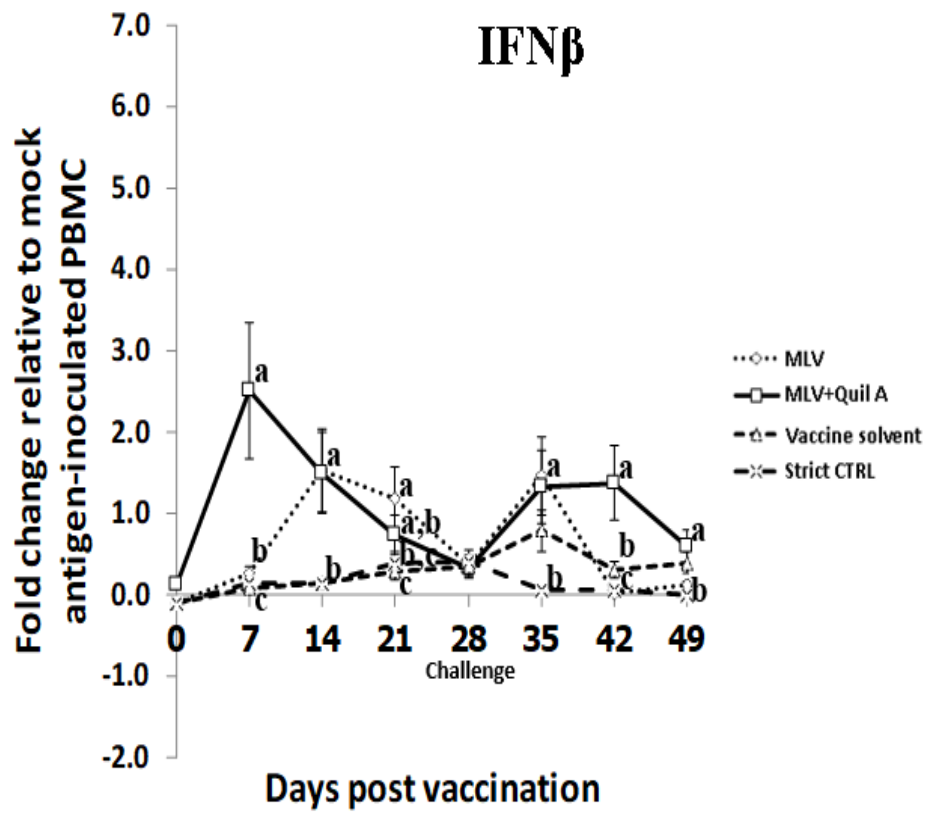 IFNβ
Fold change relative to mock
antigen-inoculated PBMC
7.0
6.0
5.0
4.0
3.0
2.0
1.0
0.0
-1.0
-2.0
a
b
c
a
b
a
a,b
b, c
c
a
b
a
b
c
a
b
0 7 14 21 28 35 42 49
Challenge
Days post vaccination
MLV
MLV+Quil A
Vaccine solvent
Strict CTRL